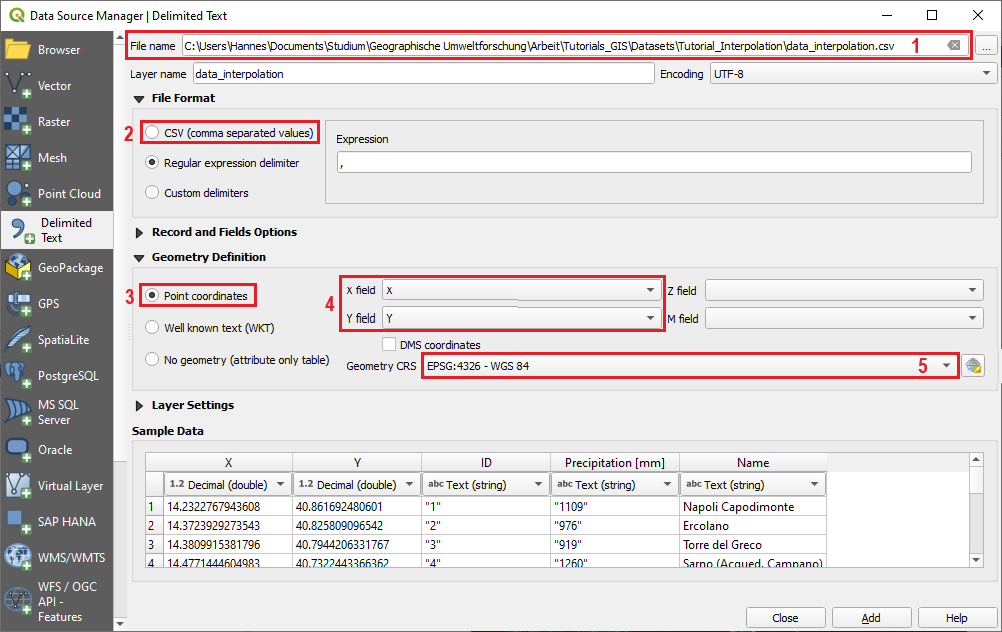 Data Source Manager | Delimited Text
Browser
Vector
Raster
Mesh
Point Cloud
Delimited
Text
GeoPackage
GPS
SpatiaLite
PostgreSQL
MS SQL
Server
Oracle
Virtual Layer
SAP HANA
WMS/WMTS
WFS / OGC
API -
Features
File name C:\Users\Hannes\Documents\Studium\Geographische Umweltforschung\Arbeit\Tutorials_GIS\Datasets\Tutorial_Interpolation\data_interpolation.csv 1 ...
Layer name data_interpolation Encoding UTF-8
File Format
2 CSV (comma separated values)
Regular expression delimiter
Custom delimiters
Expression
,
Record and Fields Options
Geometry Definition
3 Point coordinates
Well known text (WKT)
No geometry (attribute only table)
4 X field X Z field
Y field Y M field
DMS coordinates
Geometry CRS EPSG:4326 - WGS 84 5
Layer Settings
Sample Data
X Y ID Precipitation [mm] Name
1.2 Decimal (double) 1.2 Decimal (double) abc Text (string) abc Text (string) abc Text (string)
1 14.2322767943608 40.861692480601 "1" "1109" Napoli Capodimonte
2 14.3723929273543 40.825809096542 "2" "976" Ercolano
3 14.3809915381796 40.7944206331767 "3" "919" Torre del Greco
4 14.4771444604983 40.7322443366362 "4" "1260" Sarno (Acqued. Campano)
Close Add Help